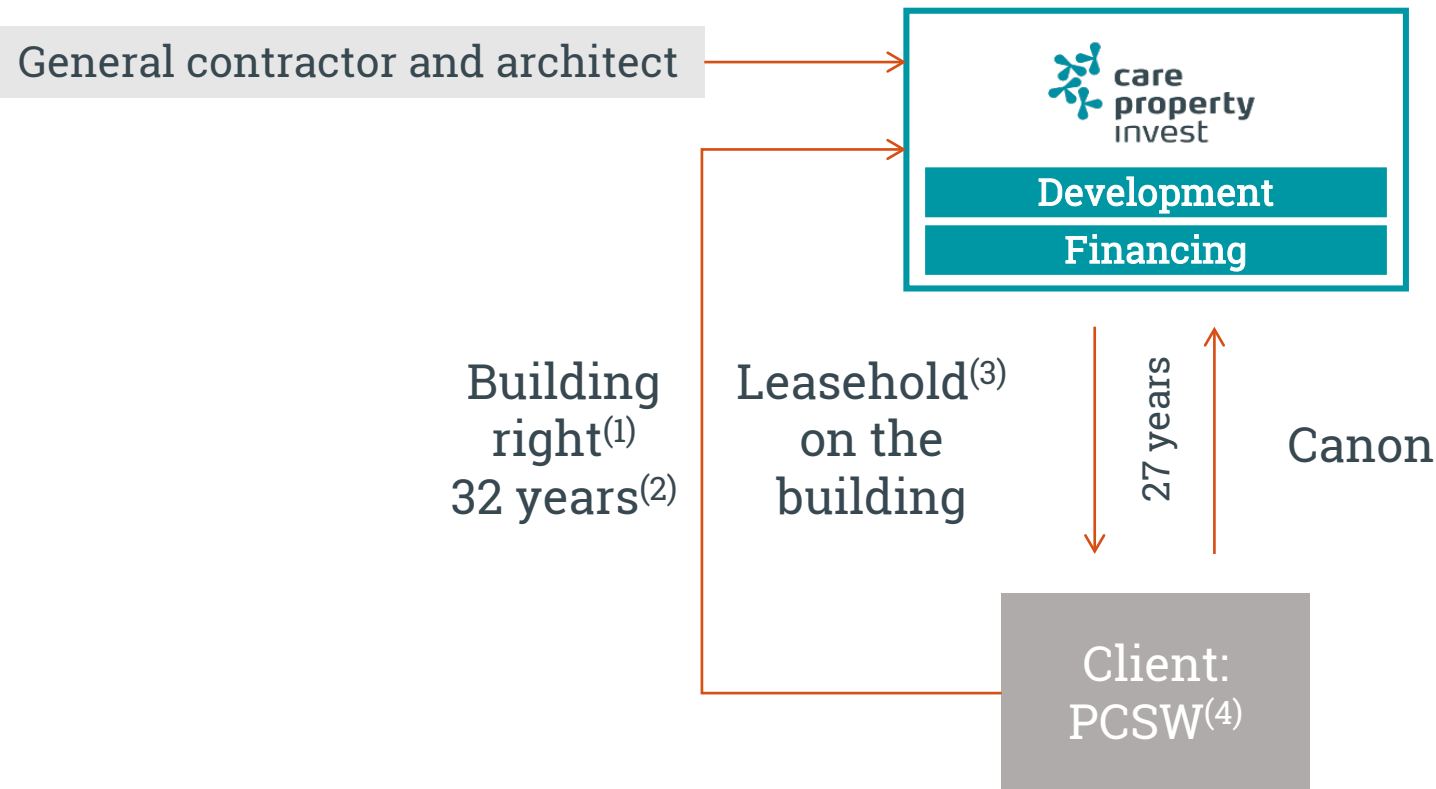 General contractor and architect
care
property
invest
Development
Financing
Building
right(1)
32 years(2)
Leasehold(3)
on the
building
27 years
Canon
Client:
PCSW(4)